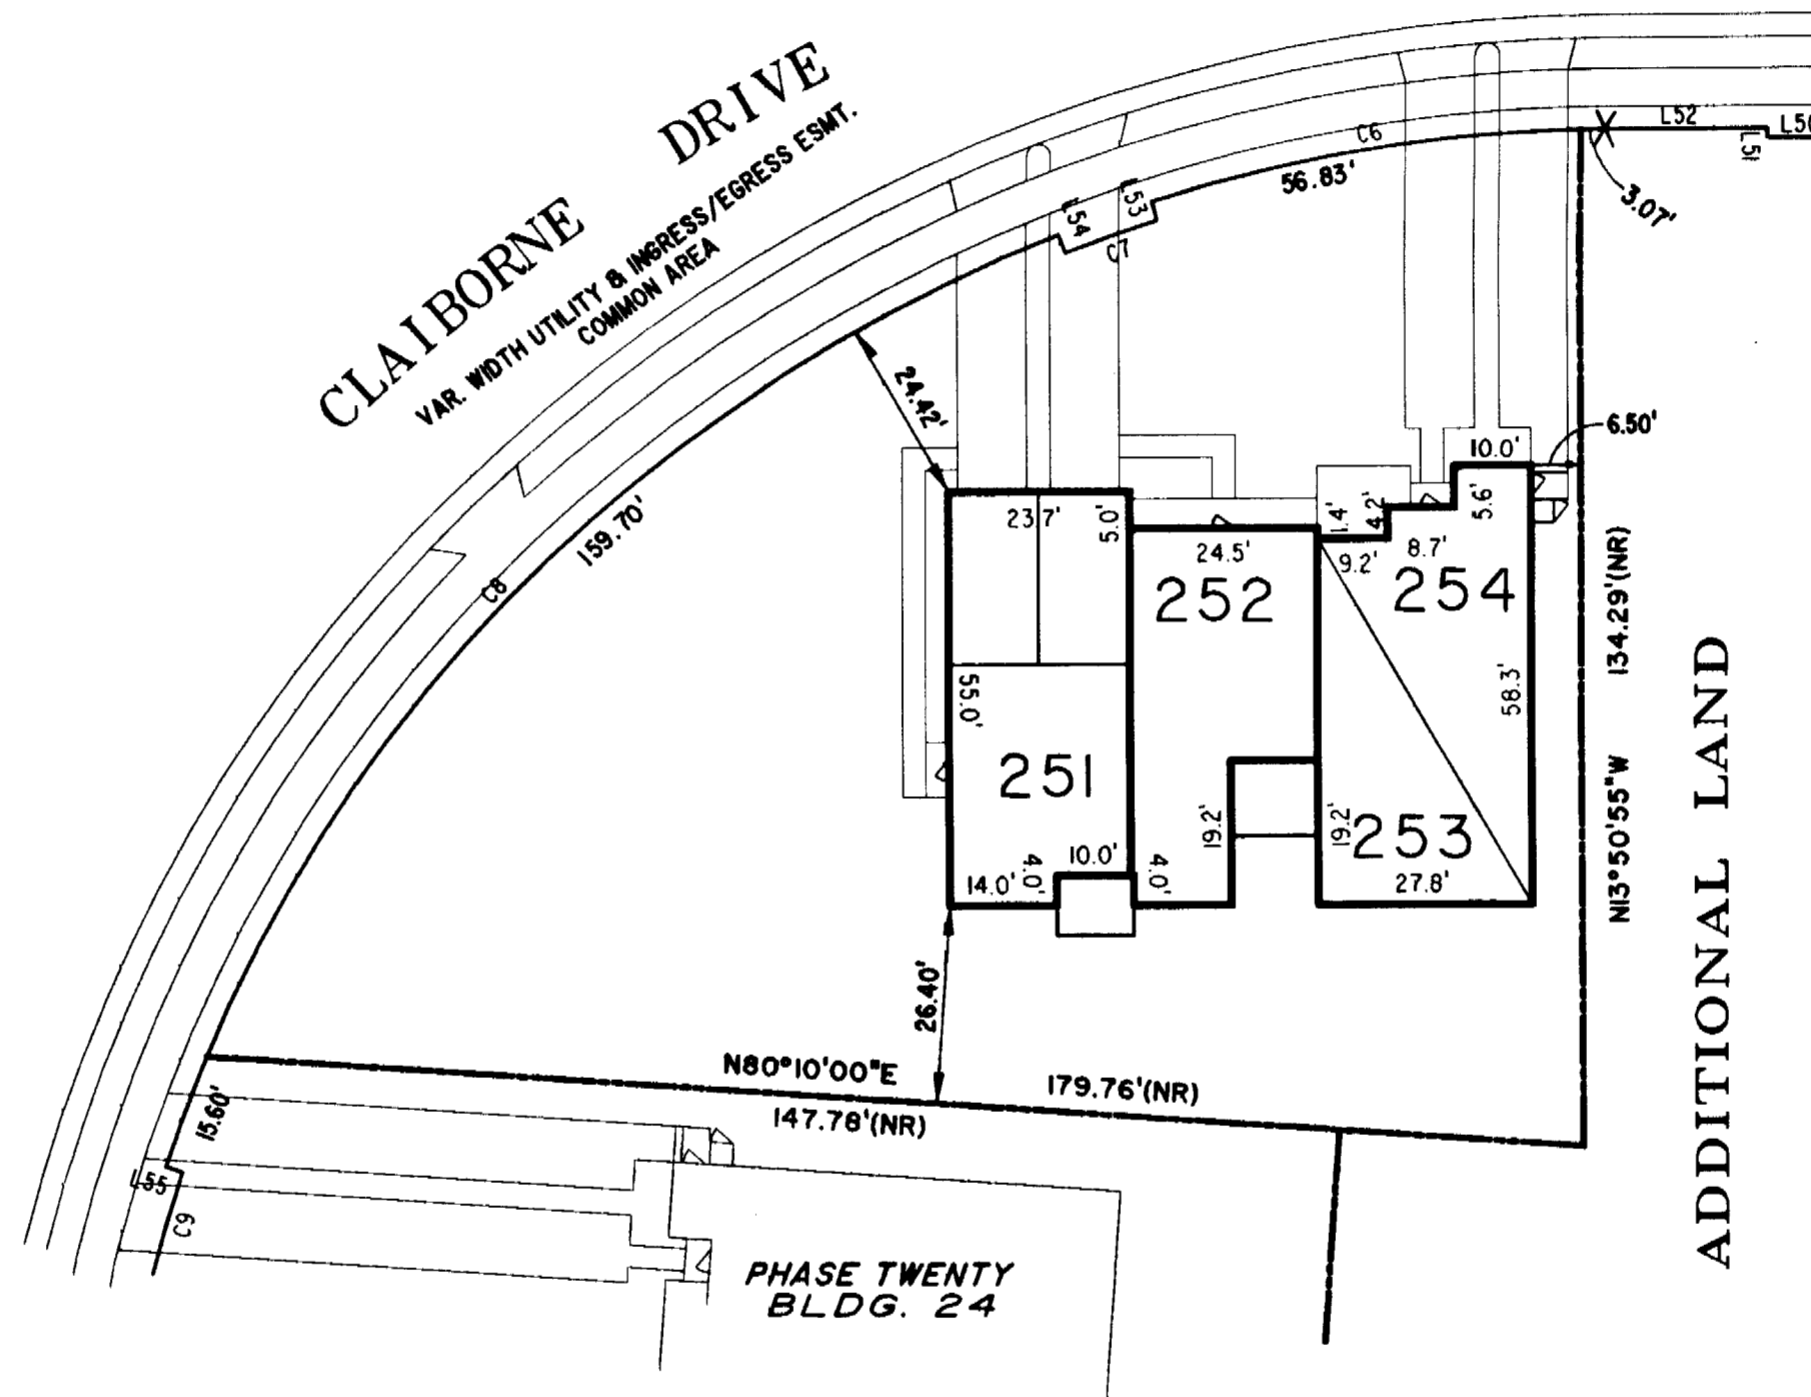 CLAIBORNE DRIVE
VAR. WIDTH UTILITY & INGRESS/EGRESS ESMT.
COMMON AREA
C6
56.83'
L52
L51
3.07'
L53
L54
C7
24.42'
159.70'
C8
6.50'
10.0'
5.6'
4.2'
1.4'
9.2'
8.7'
23.7'
5.0'
24.5'
252
254
55.0'
251
58.3'
134.29'(NR)
N13°50'55"W
ADDITIONAL LAND
19.2'
19.2'
253
27.8'
10.0'
14.0'
4.0'
4.0'
26.40'
N80°10'00"E
179.76'(NR)
147.78'(NR)
15.60'
L55
C9
PHASE TWENTY
BLDG. 24